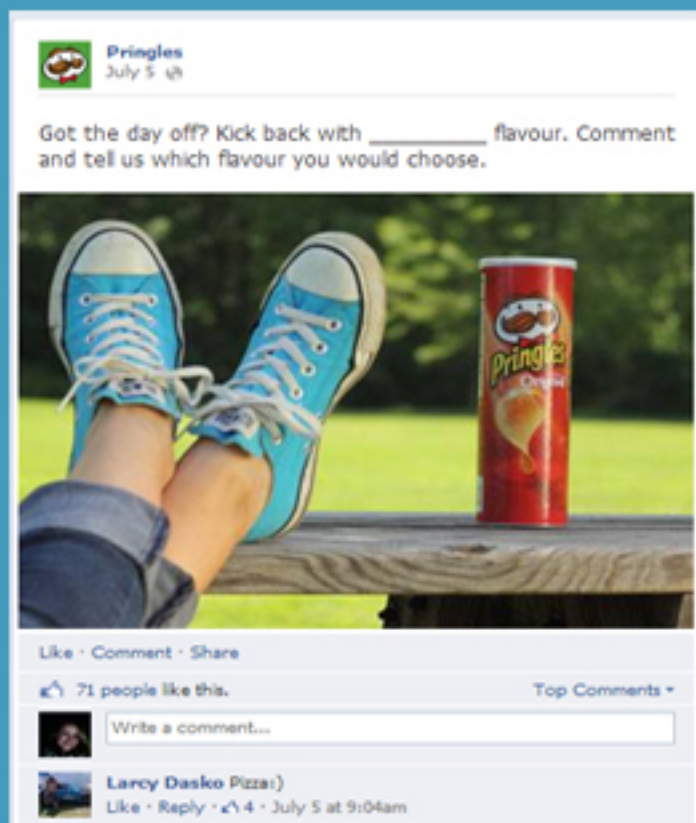 Pringles
July 5
Got the day off? Kick back with __________ flavour. Comment
and tell us which flavour you would choose.
Pringles
Original
Like · Comment · Share
71 people like this.
Top Comments
Write a comment...
Larcy Dasko Pizza:)
Like · Reply · 4 · July 5 at 9:04am